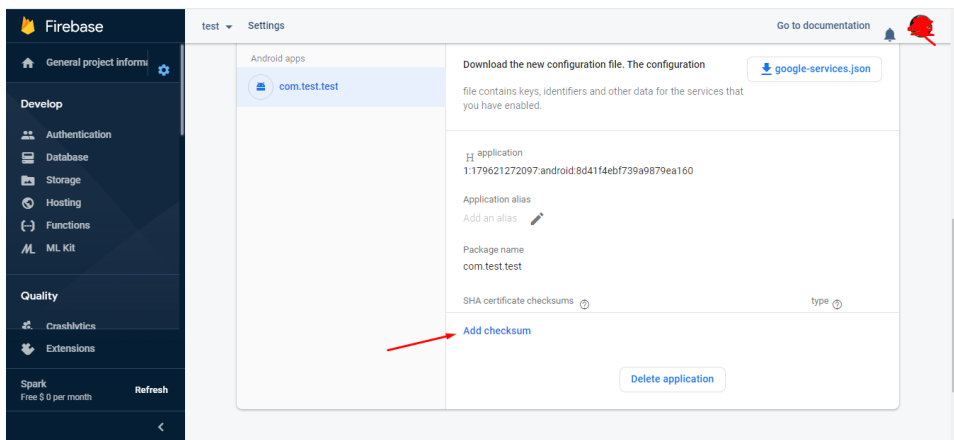 Firebase
test
Settings
Go to documentation
General project informa
Develop
Authentication
Database
Storage
Hosting
Functions
ML Kit
Quality
Crashlytics
Extensions
Spark
Free $ 0 per month
Refresh
Android apps
com.test.test
Download the new configuration file. The configuration
google-services.json
file contains keys, identifiers and other data for the services that
you have enabled.
H application
1:179621272097:android:8d41f4ebf739a9879ea160
Application alias
Add an alias
Package name
com.test.test
SHA certificate checksums
type
Add checksum
Delete application